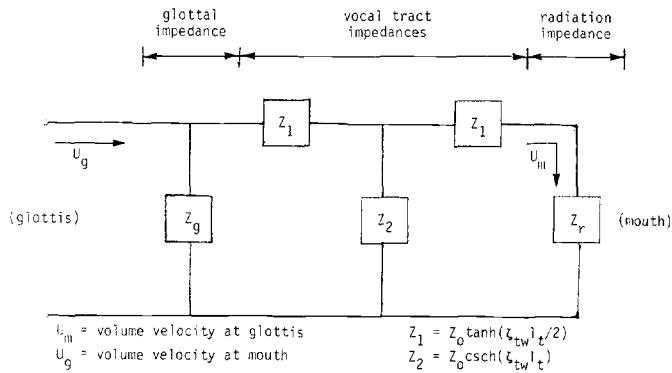 glottal impedance
vocal tract impedances
radiation impedance
Z_1
Z_1
U_g
U_m
(glottis)
Z_g
Z_2
Z_r
(mouth)
U_m = volume velocity at glottis
Z_1 = Z_o tanh(ζ_tw l_t/2)
U_g = volume velocity at mouth
Z_2 = Z_o csch(ζ_tw l_t)